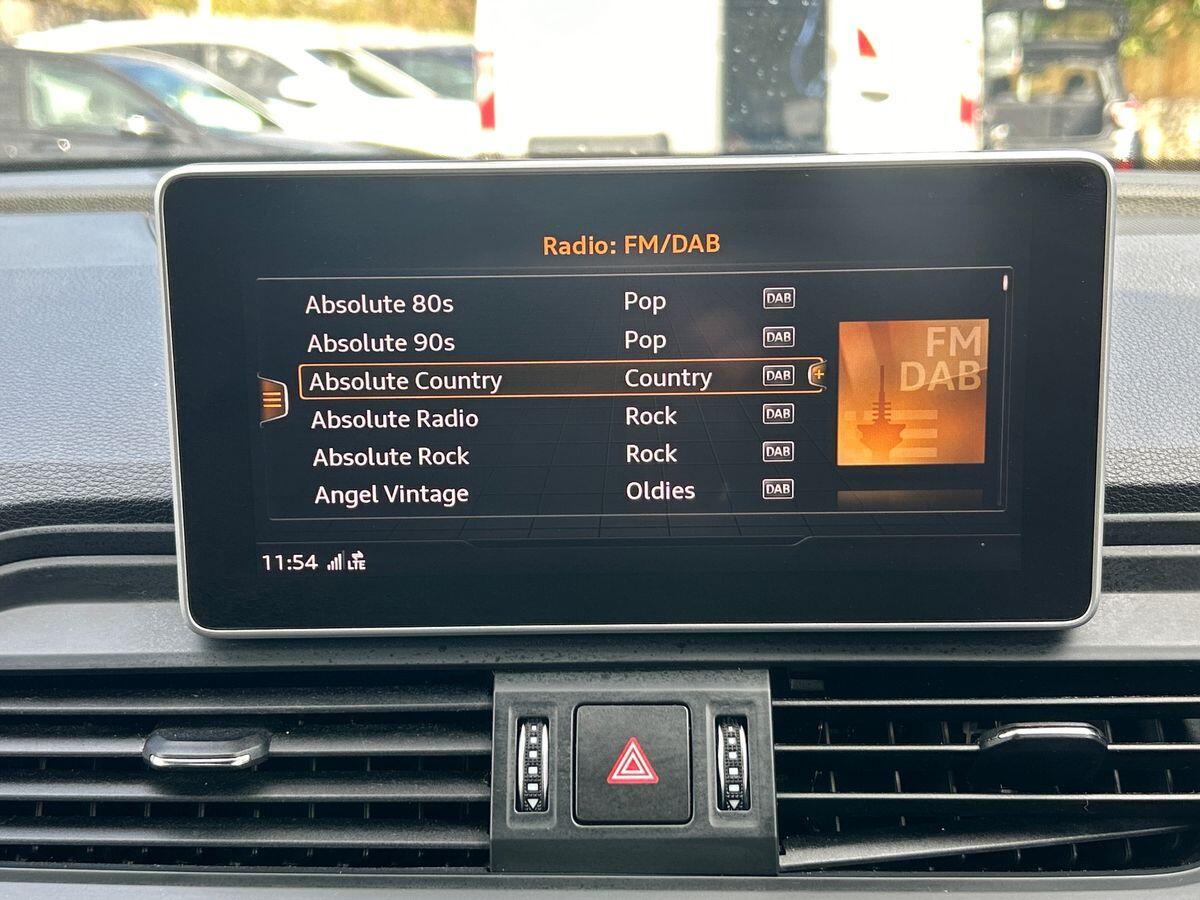 Radio: FM/DAB
Absolute 80s Pop DAB
Absolute 90s Pop DAB
Absolute Country Country DAB +
Absolute Radio Rock DAB
Absolute Rock Rock DAB
Angel Vintage Oldies DAB
FM
DAB
11:54 LTE